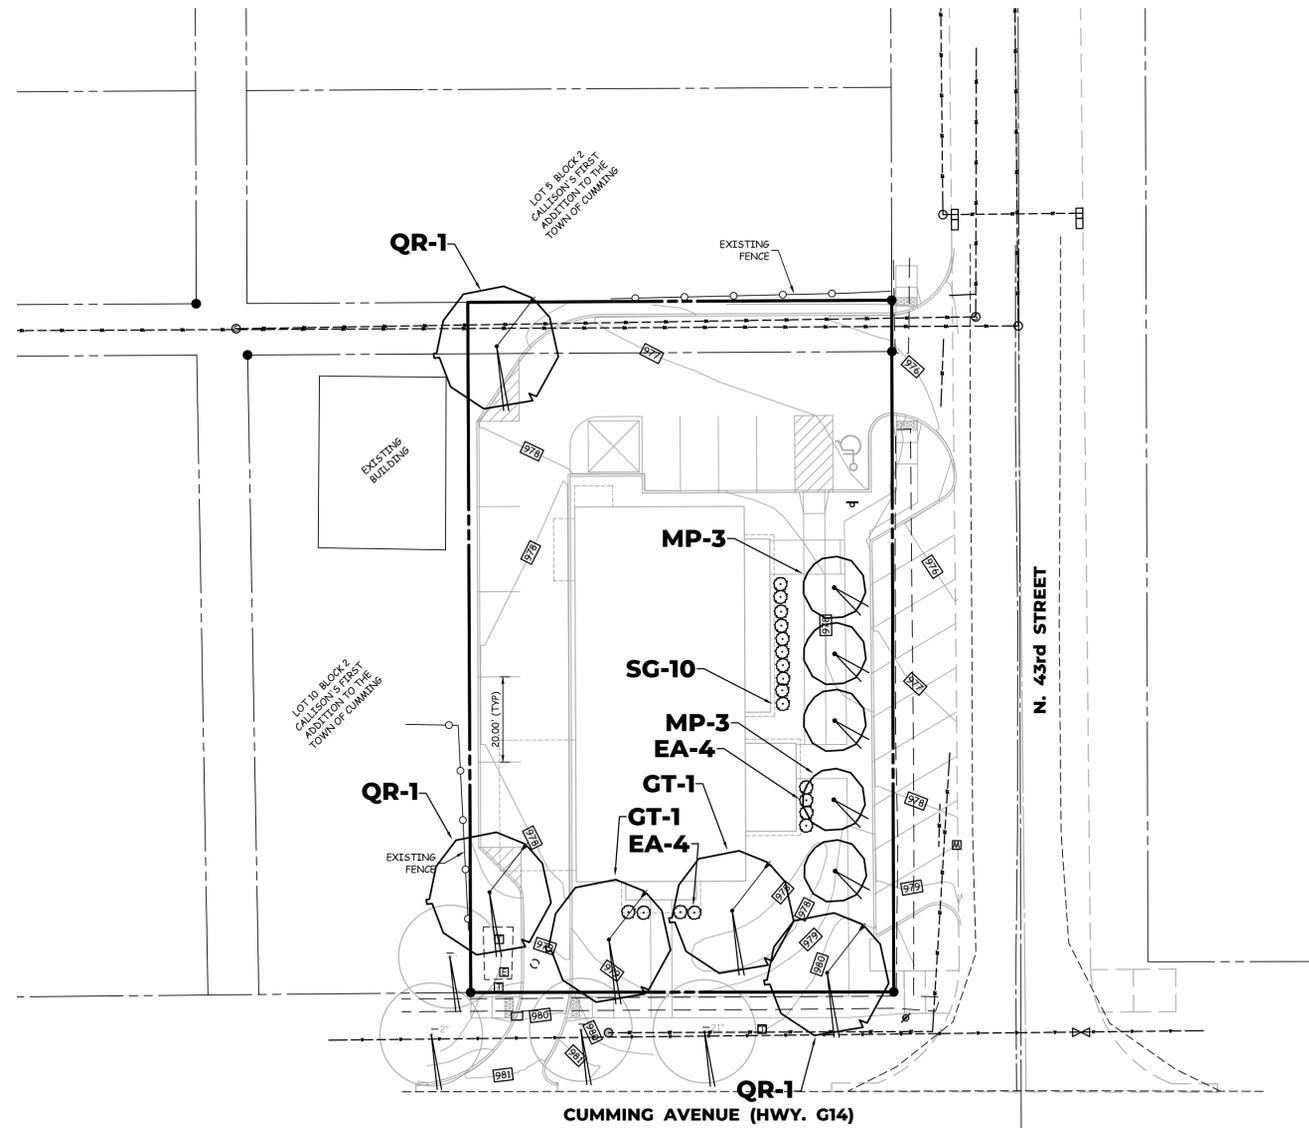 LOT 5 BLOCK 2
CALLISON'S FIRST
ADDITION TO THE
TOWN OF CUMMING
QR-1
EXISTING
FENCE
977
976
978
EXISTING
BUILDING
MP-3
978
976
978
N. 43rd STREET
SG-10
977
LOT 10 BLOCK 2
CALLISON'S FIRST
ADDITION TO THE
TOWN OF CUMMING
20.00' (TYP)
MP-3
EA-4
GT-1
QR-1
978
GT-1
EA-4
978
EXISTING
FENCE
979
978
978
979
980
980
2"
21"
981
981
QR-1
CUMMING AVENUE (HWY. G14)